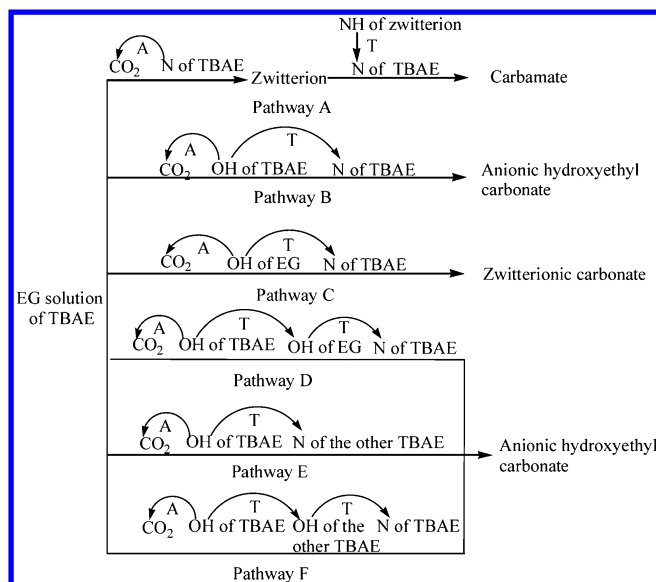 NH of zwitterion
A
T
CO2 N of TBAE
Zwitterion
N of TBAE
Carbamate
Pathway A
A
T
CO2 OH of TBAE N of TBAE
Anionic hydroxyethyl
carbonate
Pathway B
A
T
CO2 OH of EG N of TBAE
Zwitterionic carbonate
Pathway C
EG solution
of TBAE
A
T
T
CO2 OH of TBAE OH of EG N of TBAE
Pathway D
A
T
CO2 OH of TBAE N of the other TBAE
Anionic hydroxyethyl
carbonate
Pathway E
A
T
T
CO2 OH of TBAE OH of the N of TBAE
other TBAE
Pathway F